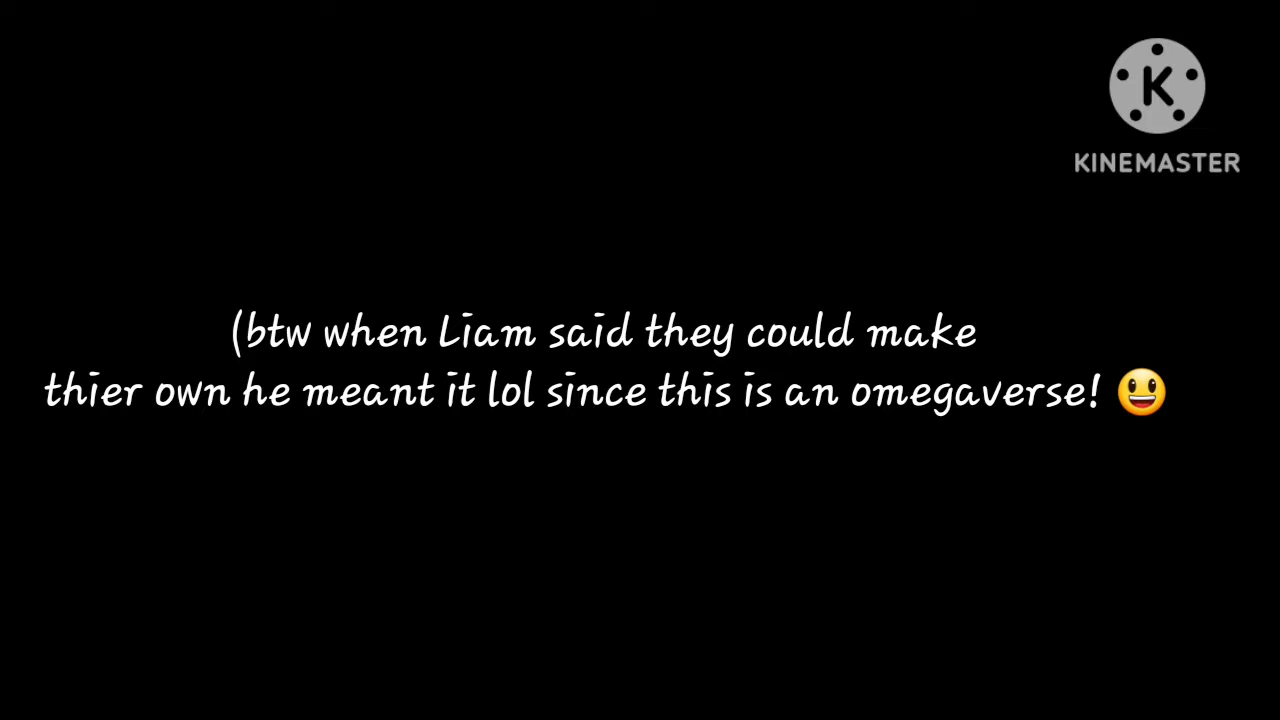 K
KINEMASTER
(btw when Liam said they could make
thier own he meant it lol since this is an omegaverse! 😃